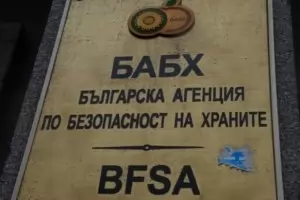 БАБХ
БЪЛГАРСКА АГЕНЦИЯ
ПО БЕЗОПАСНОСТ НА ХРАНИТЕ
BFSA